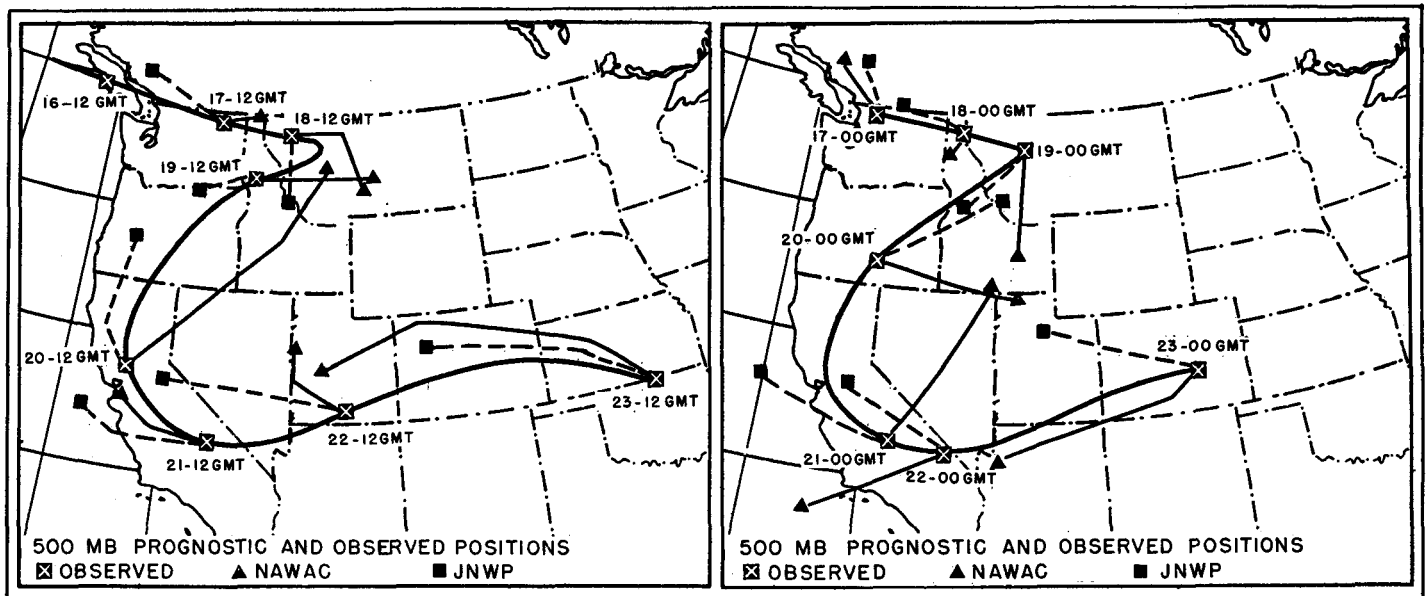 16-12 GMT
17-12 GMT
18-12 GMT
19-12 GMT
20-12 GMT
21-12 GMT
22-12 GMT
23-12 GMT
500 MB PROGNOSTIC AND OBSERVED POSITIONS
OBSERVED NAWAC JNWP
17-00 GMT
18-00 GMT
19-00 GMT
20-00 GMT
21-00 GMT
22-00 GMT
23-00 GMT
500 MB PROGNOSTIC AND OBSERVED POSITIONS
OBSERVED NAWAC JNWP